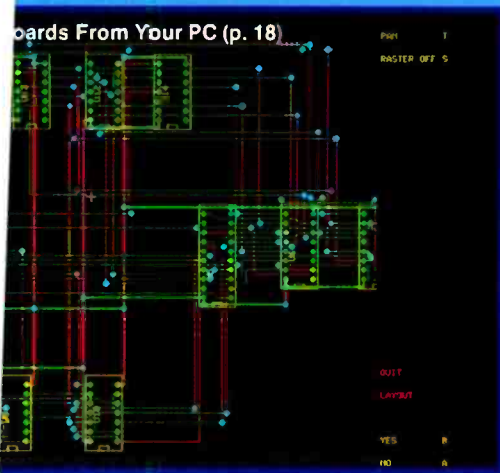 oards From Your PC (p. 18)
PAN T
RASTER OFF S
QUIT
LAYOUT
YES R
NO A